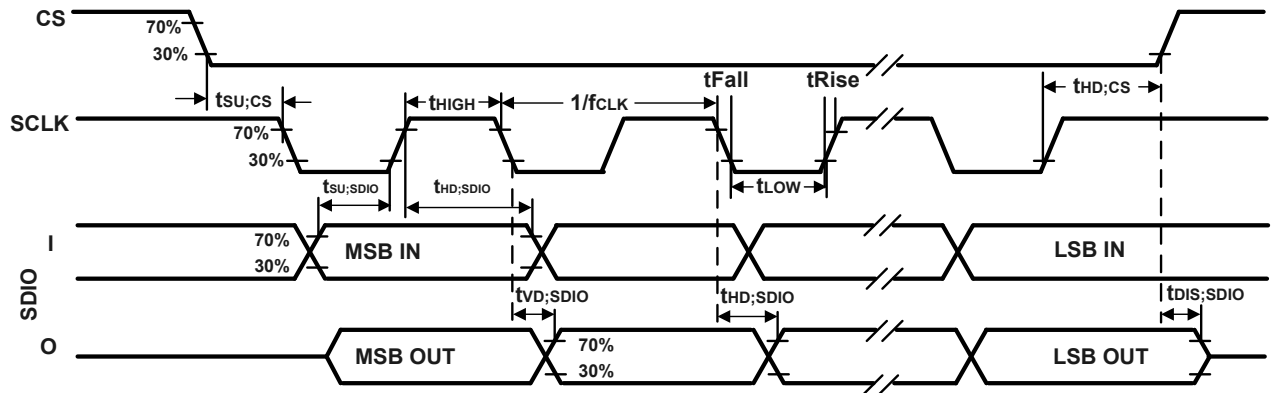 CS
70%
30%
tFall
tRise
tSU;CS
tHIGH
1/fCLK
tHD;CS
SCLK
70%
30%
tLOW
tSU;SDIO
tHD;SDIO
SDIO
I
70%
30%
MSB IN
LSB IN
tVD;SDIO
tHD;SDIO
tDIS;SDIO
O
MSB OUT
70%
30%
LSB OUT